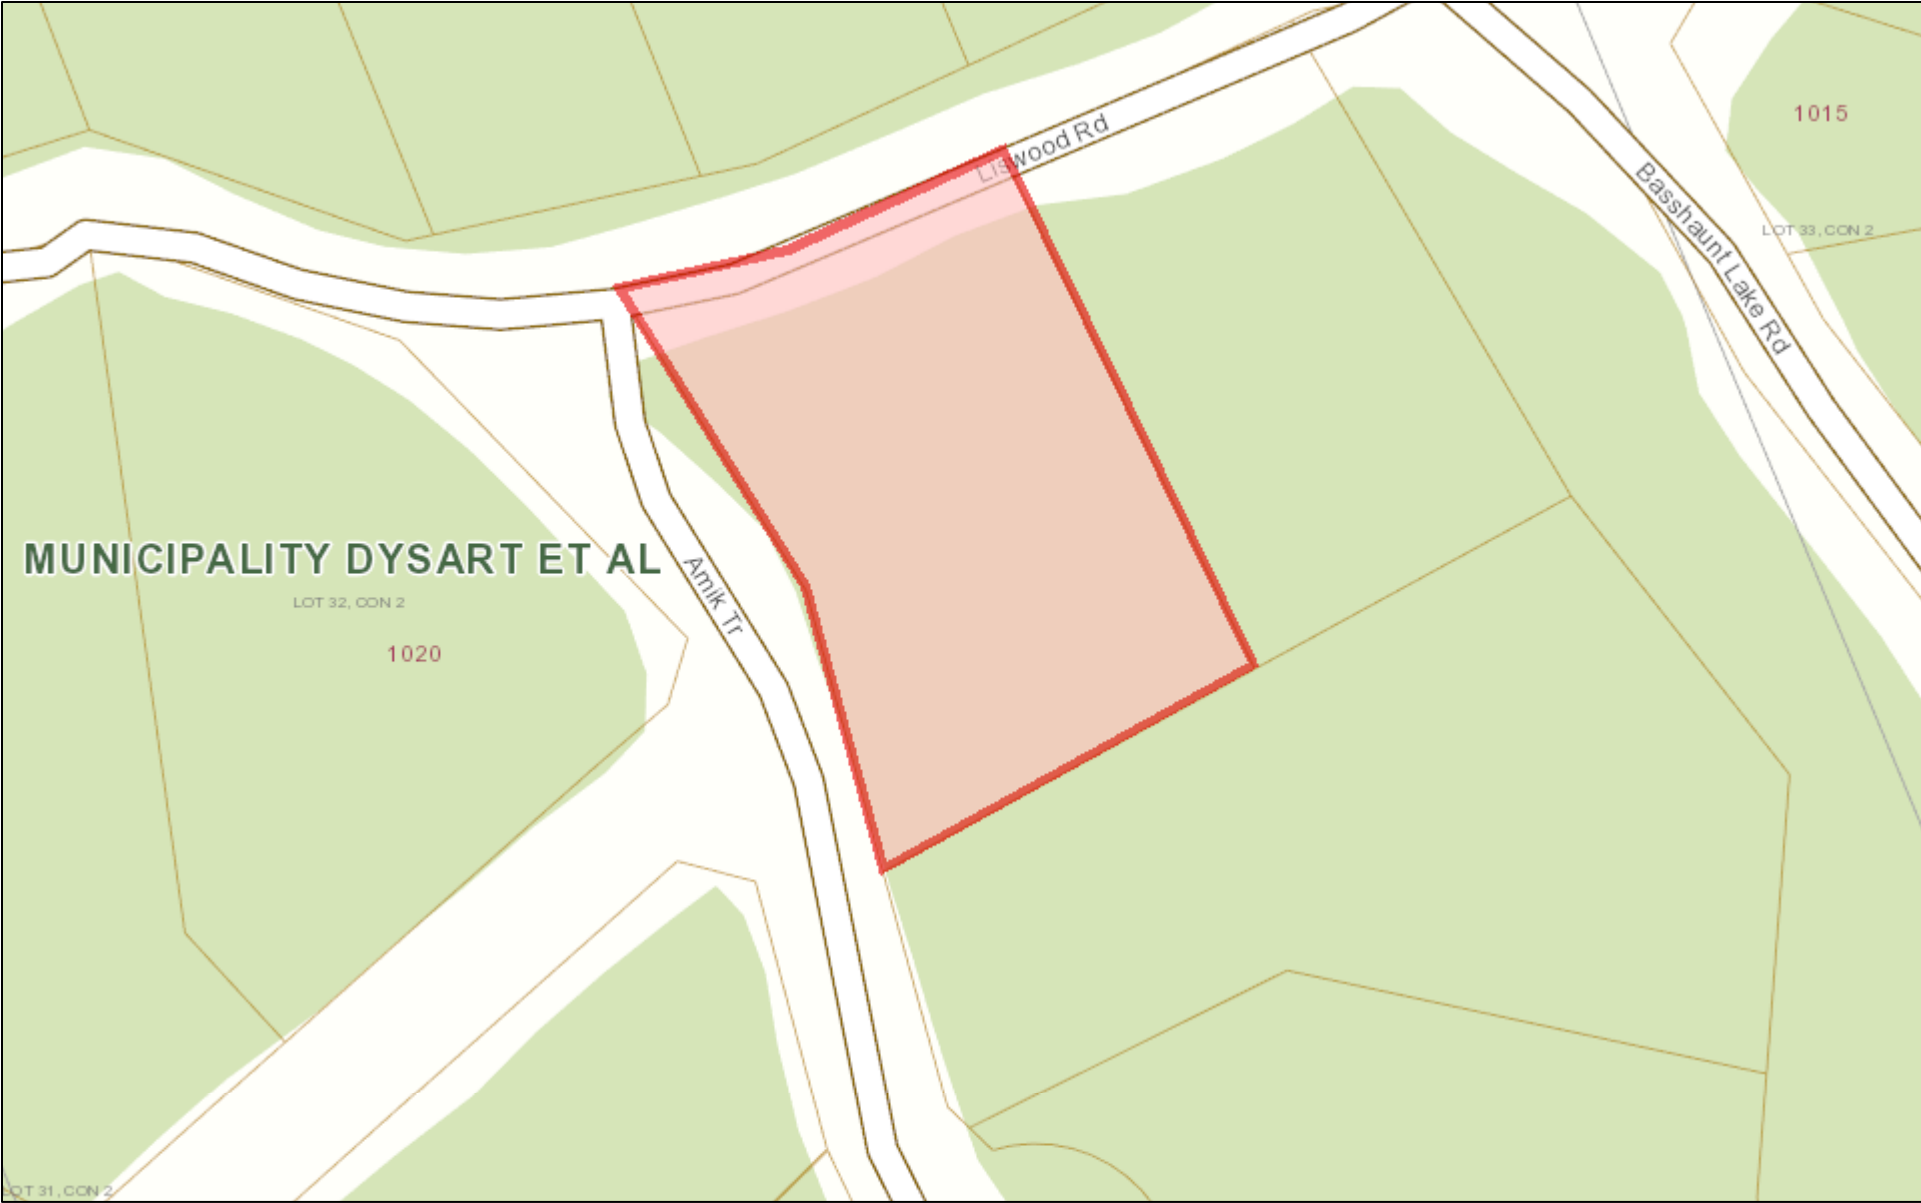 Liswood Rd
1015
Basshaunt Lake Rd
LOT 33, CON 2
MUNICIPALITY DYSART ET AL
LOT 32, CON 2
Amik Tr
1020
LOT 31, CON 2